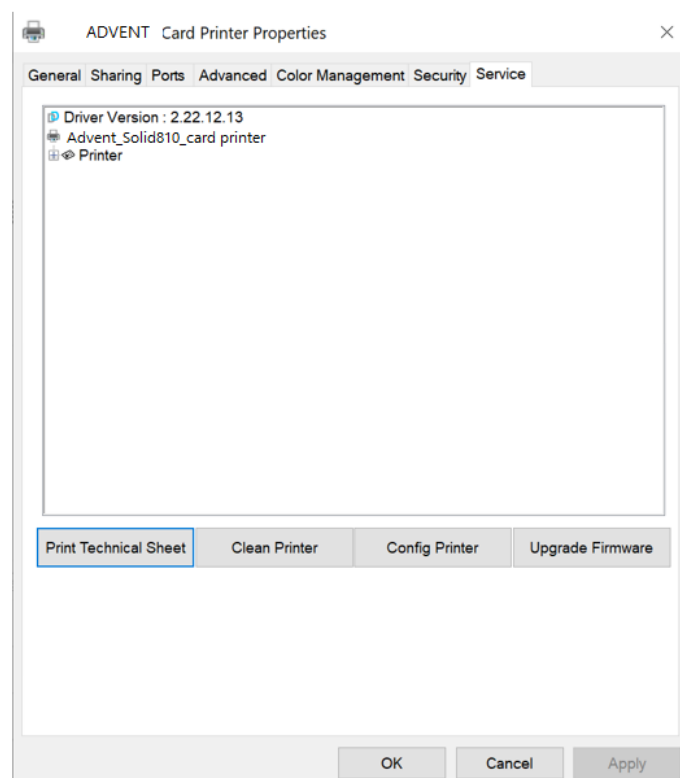 ADVENT Card Printer Properties
General Sharing Ports Advanced Color Management Security Service
Driver Version : 2.22.12.13
Advent_Solid810_card printer
Printer
Print Technical Sheet Clean Printer Config Printer Upgrade Firmware
OK Cancel Apply